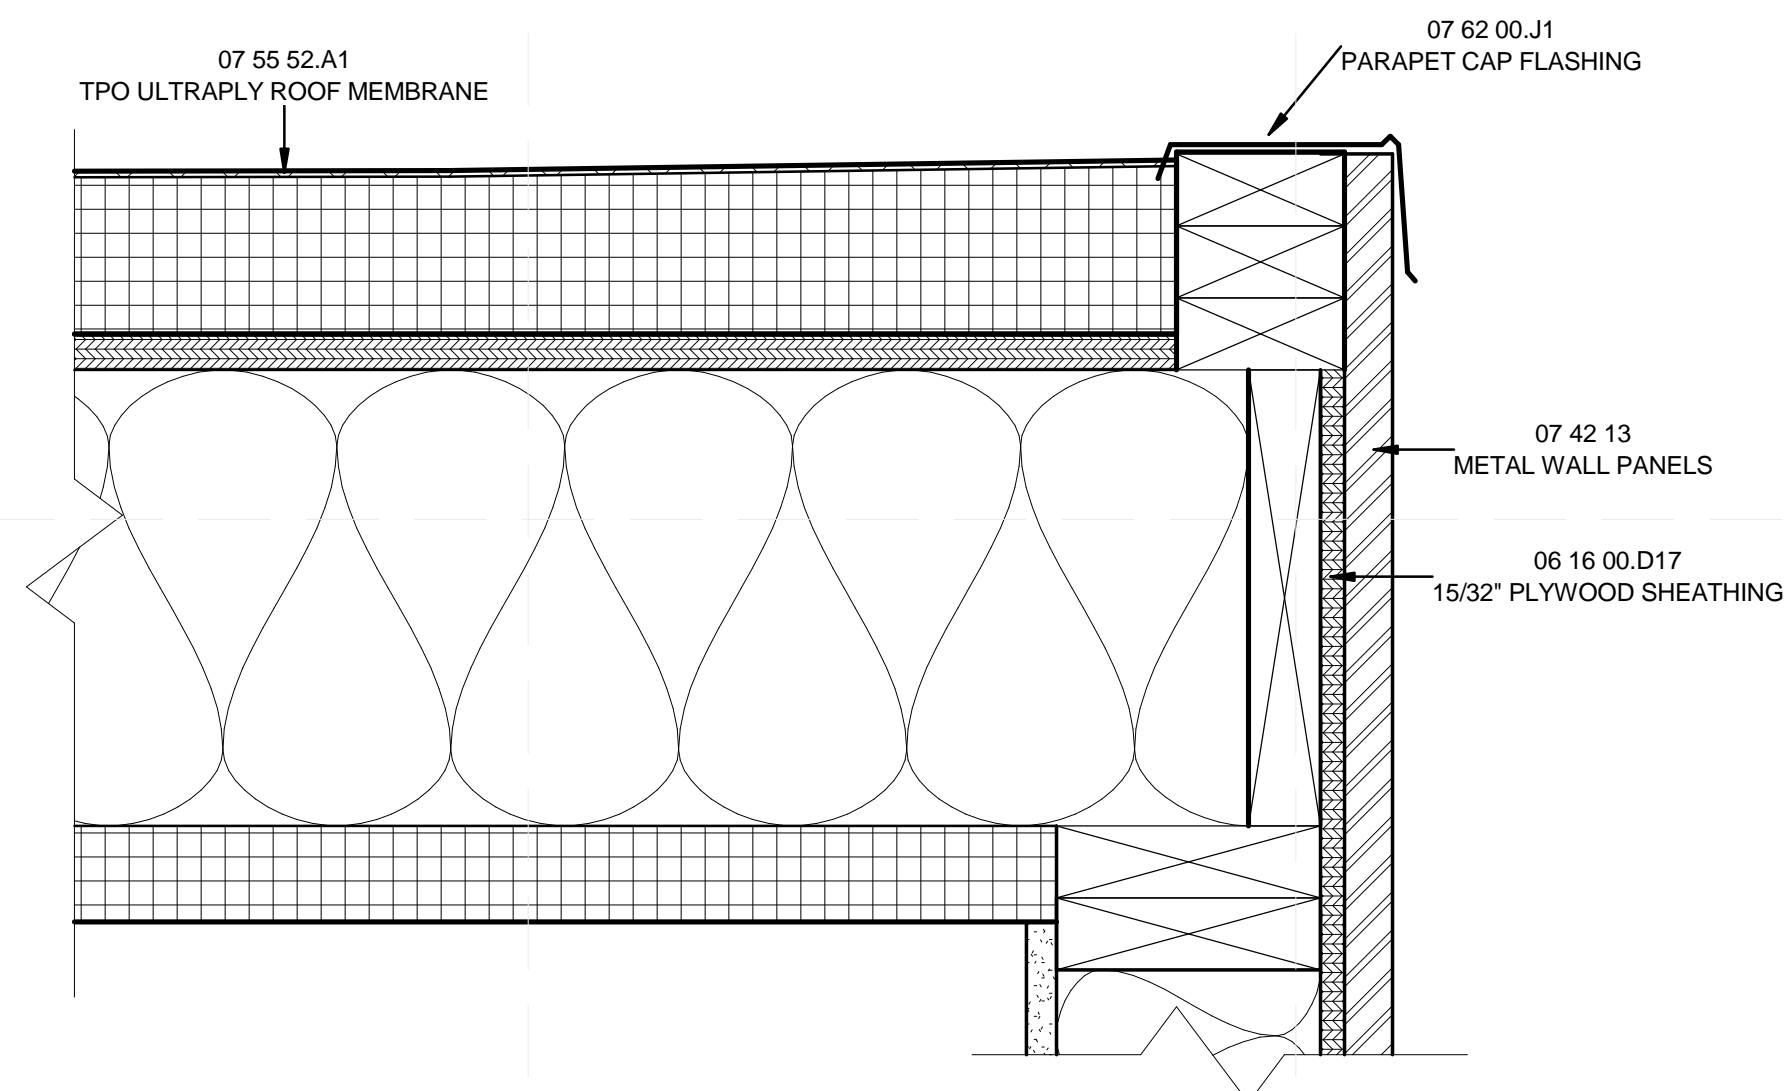 07 62 00.J1
PARAPET CAP FLASHING
07 55 52.A1
TPO ULTRAPLY ROOF MEMBRANE
07 42 13
METAL WALL PANELS
06 16 00.D17
15/32" PLYWOOD SHEATHING